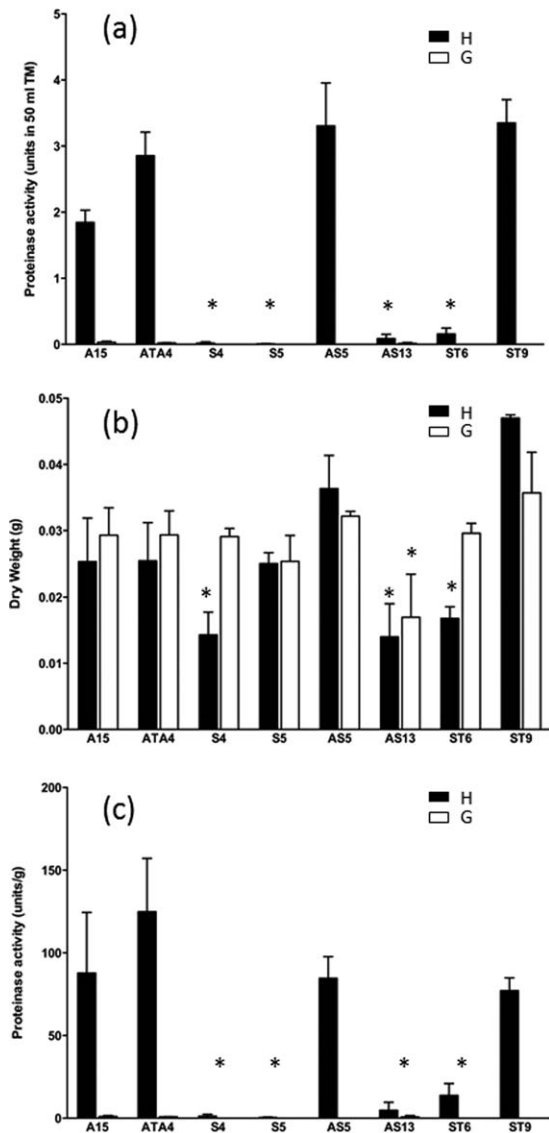 (a)
H
G
Proteinase activity (units in 50 ml TM)
5
4
3
2
1
0
* * * *
A15 ATA4 S4 S5 AS5 AS13 ST6 ST9
(b)
H
G
Dry Weight (g)
0.05
0.04
0.03
0.02
0.01
0.00
* * * *
A15 ATA4 S4 S5 AS5 AS13 ST6 ST9
(c)
H
G
Proteinase activity (units/g)
200
150
100
50
0
* * * *
A15 ATA4 S4 S5 AS5 AS13 ST6 ST9